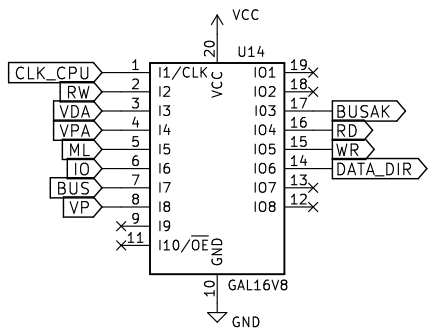 VCC
20
U14
CLK_CPU 1 I1/CLK VCC IO1 19
RW 2 I2 IO2 18
VDA 3 I3 IO3 17 BUSAK
VPA 4 I4 IO4 16 RD
ML 5 I5 IO5 15 WR
IO 6 I6 IO6 14 DATA_DIR
BUS 7 I7 IO7 13
VP 8 I8 IO8 12
9 I9
11 I10/OE GND
10 GAL16V8
GND